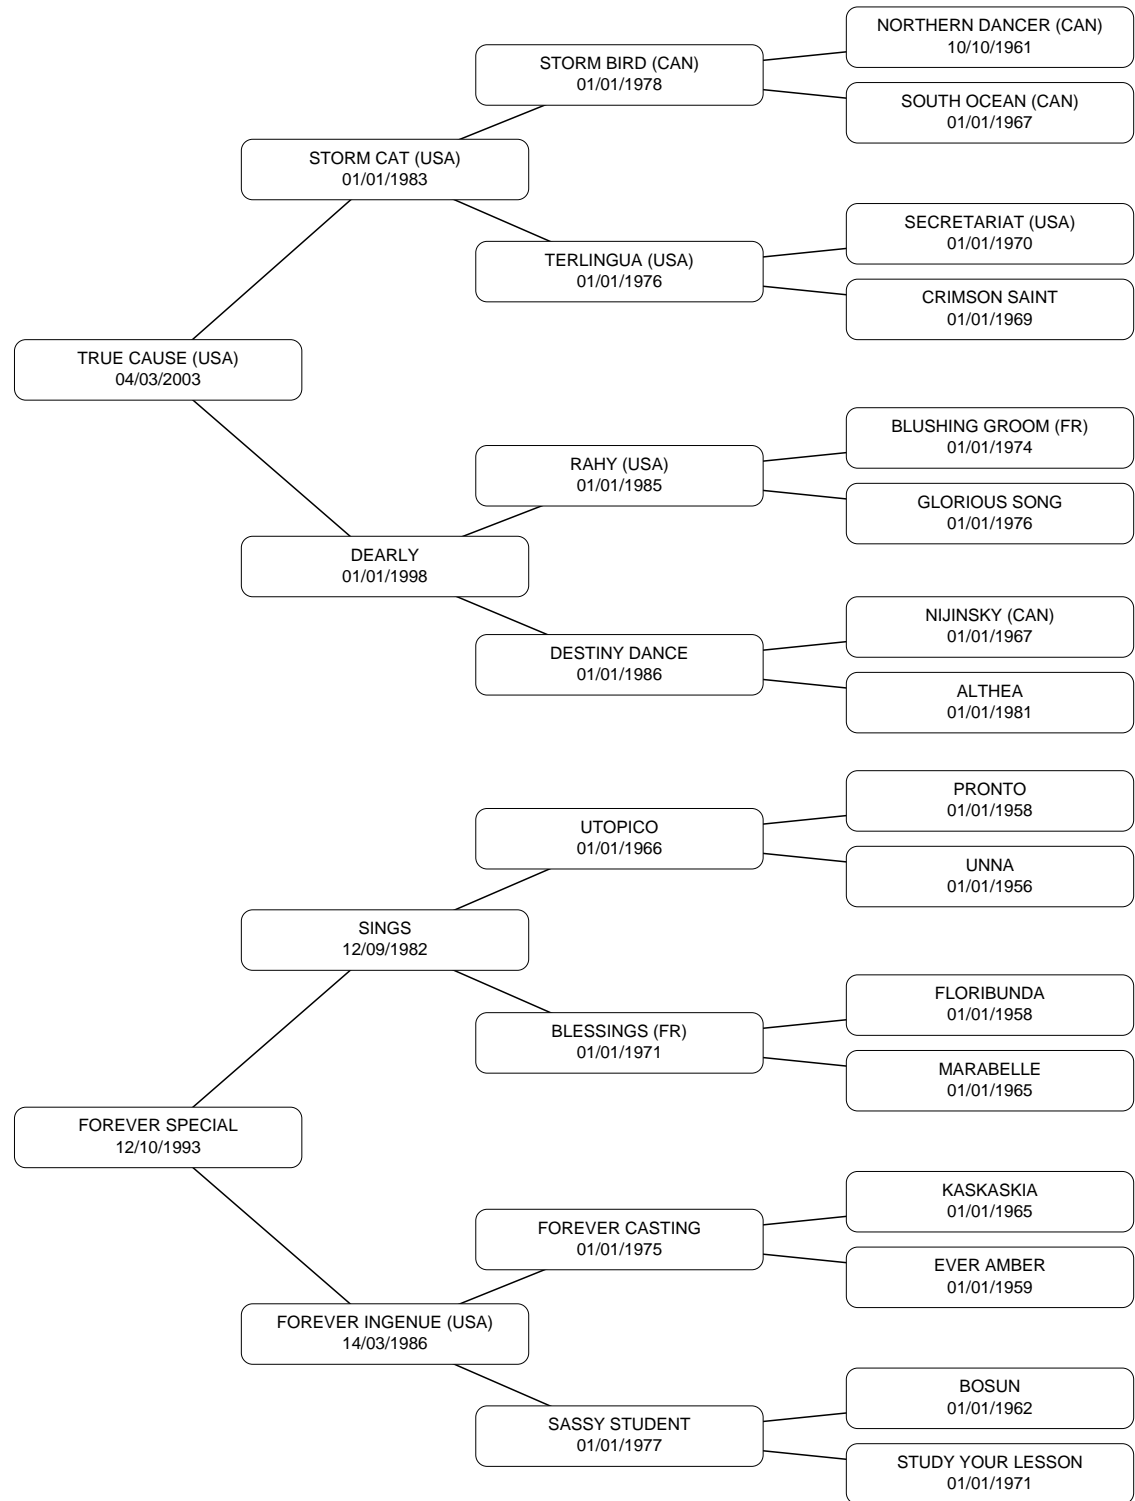 NORTHERN DANCER (CAN)
10/10/1961
STORM BIRD (CAN)
01/01/1978
SOUTH OCEAN (CAN)
01/01/1967
STORM CAT (USA)
01/01/1983
SECRETARIAT (USA)
01/01/1970
TERLINGUA (USA)
01/01/1976
CRIMSON SAINT
01/01/1969
TRUE CAUSE (USA)
04/03/2003
BLUSHING GROOM (FR)
01/01/1974
RAHY (USA)
01/01/1985
GLORIOUS SONG
01/01/1976
DEARLY
01/01/1998
NIJINSKY (CAN)
01/01/1967
DESTINY DANCE
01/01/1986
ALTHEA
01/01/1981
PRONTO
01/01/1958
UTOPICO
01/01/1966
UNNA
01/01/1956
SINGS
12/09/1982
FLORIBUNDA
01/01/1958
BLESSINGS (FR)
01/01/1971
MARABELLE
01/01/1965
FOREVER SPECIAL
12/10/1993
KASKASKIA
01/01/1965
FOREVER CASTING
01/01/1975
EVER AMBER
01/01/1959
FOREVER INGENUE (USA)
14/03/1986
BOSUN
01/01/1962
SASSY STUDENT
01/01/1977
STUDY YOUR LESSON
01/01/1971